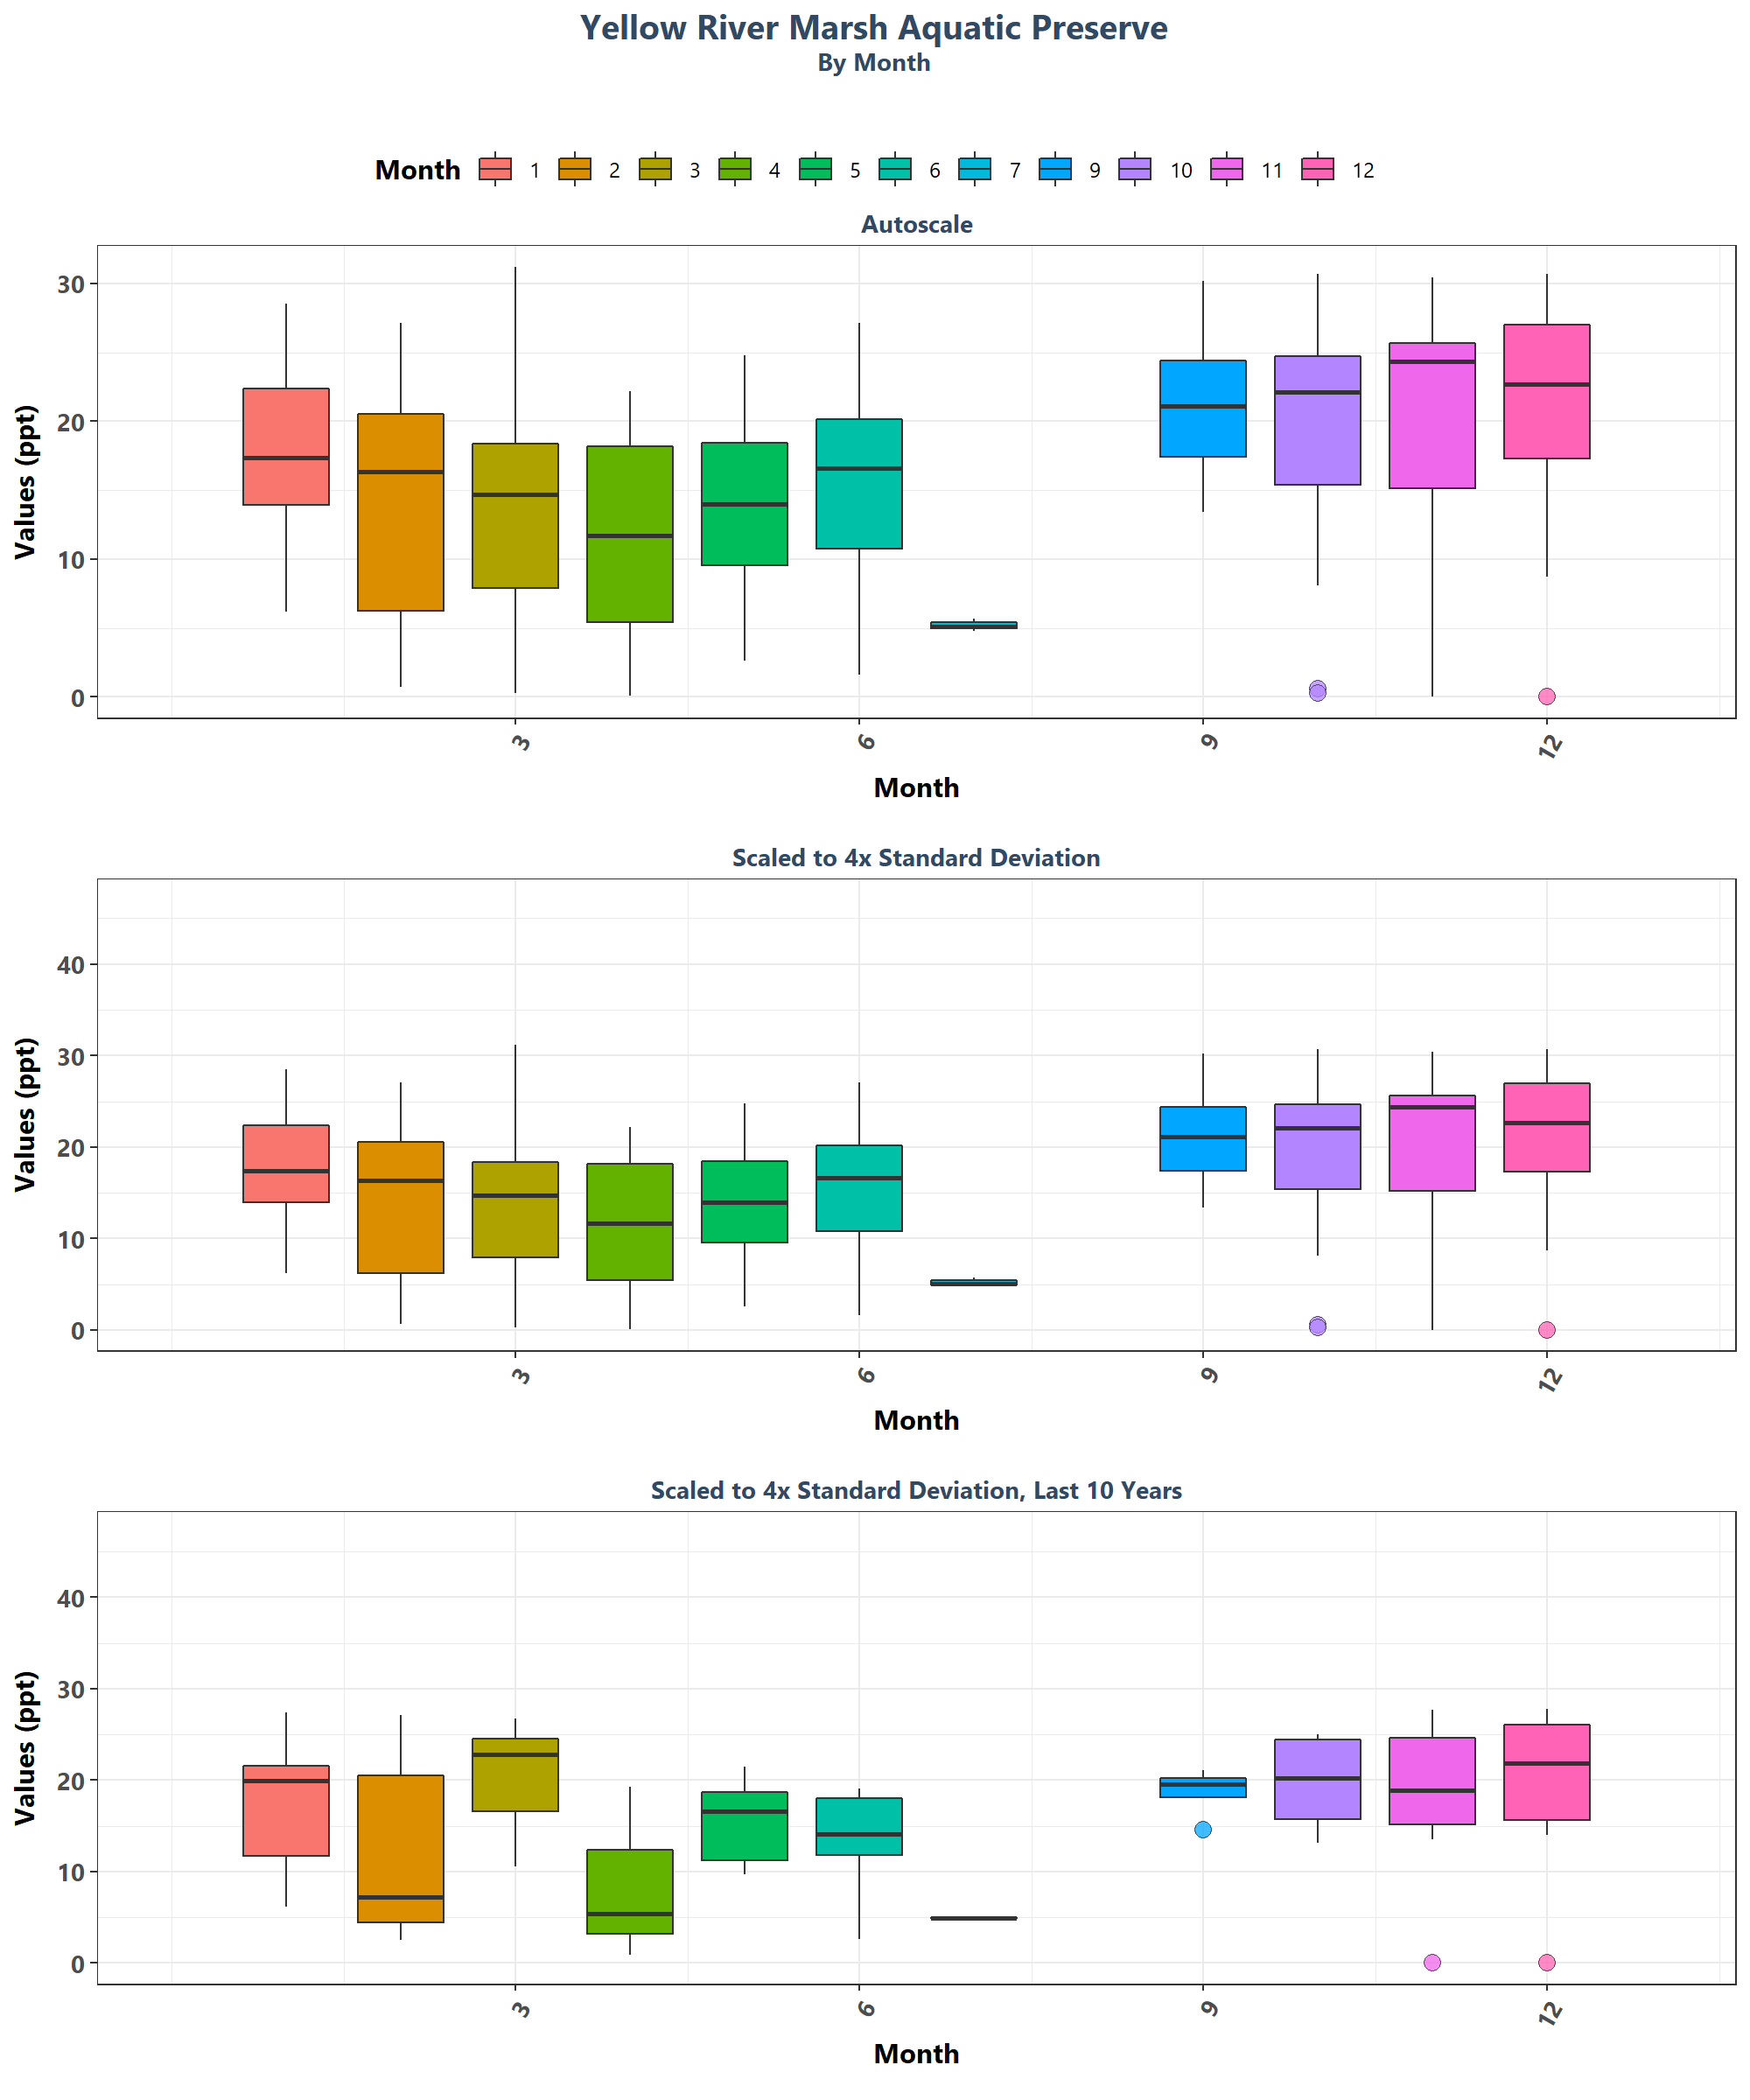 Yellow River Marsh Aquatic Preserve
By Month
Month 1 2 3 4 5 6 7 9 10 11 12
Autoscale
Values (ppt)
30
20
10
0
3 6 9 12
Month
Scaled to 4x Standard Deviation
Values (ppt)
40
30
20
10
0
3 6 9 12
Month
Scaled to 4x Standard Deviation, Last 10 Years
Values (ppt)
40
30
20
10
0
3 6 9 12
Month